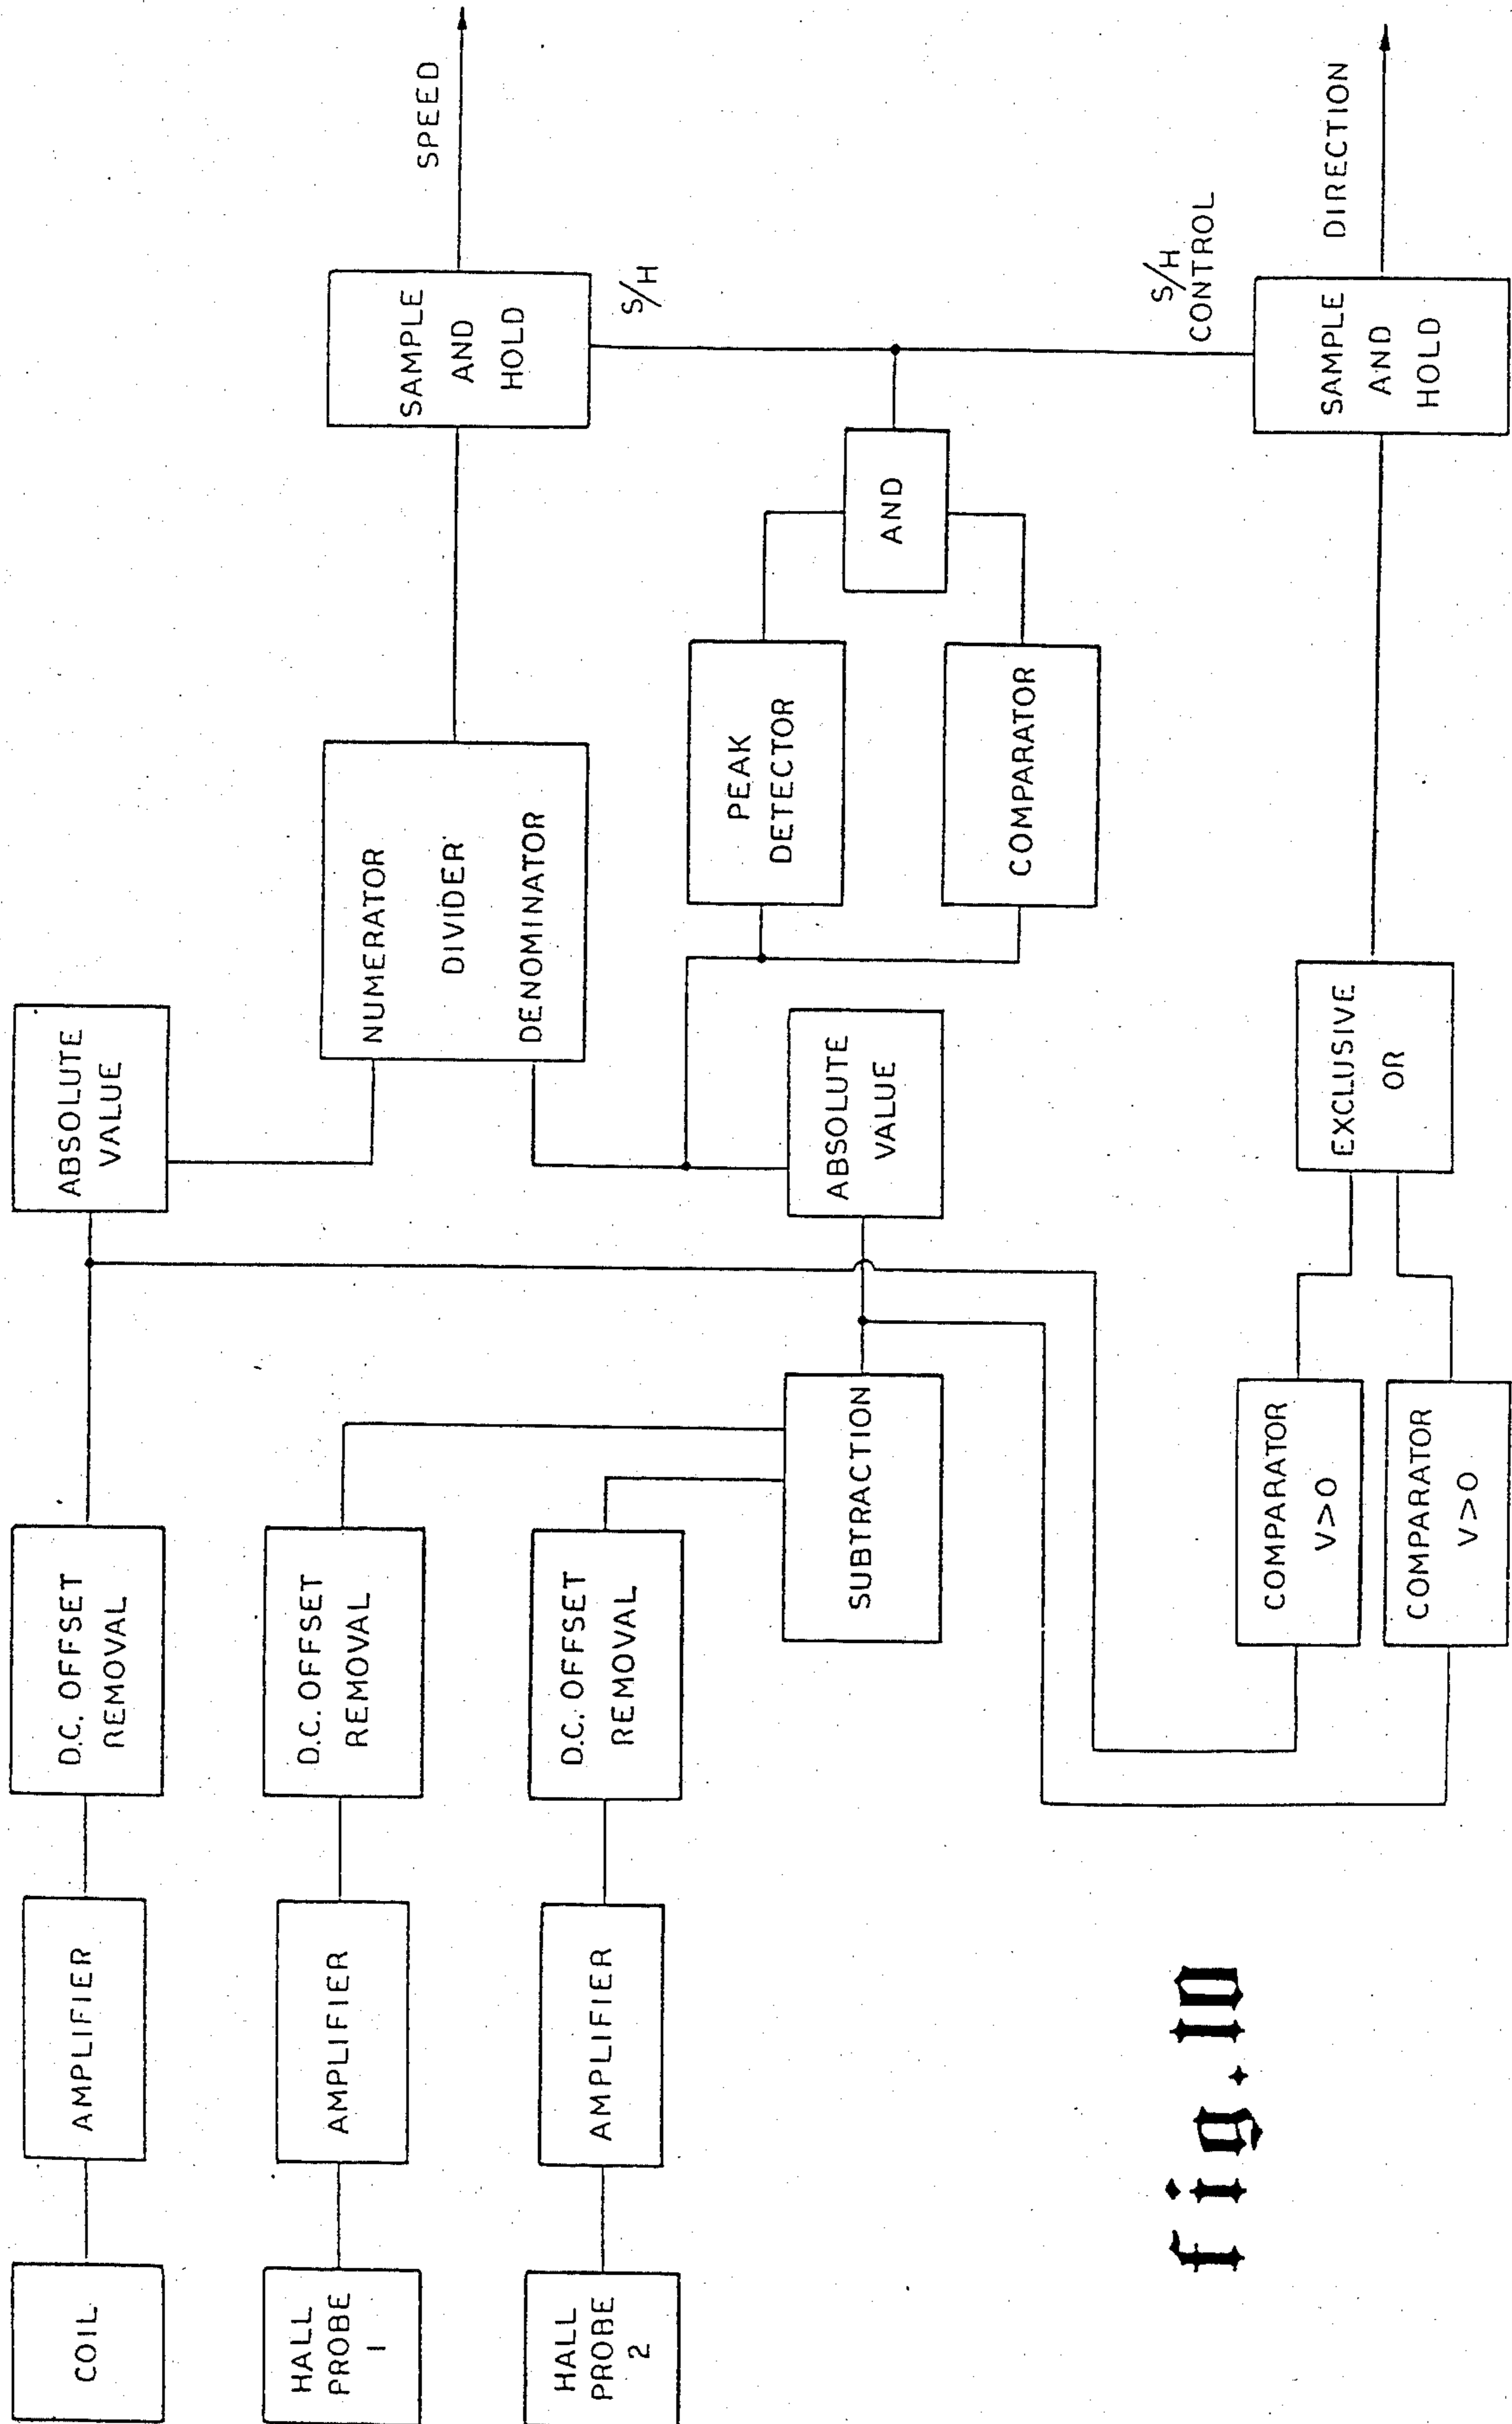 COIL
AMPLIFIER
D.C. OFFSET
REMOVAL
ABSOLUTE
VALUE
HALL
PROBE
1
AMPLIFIER
D.C. OFFSET
REMOVAL
HALL
PROBE
2
AMPLIFIER
D.C. OFFSET
REMOVAL
SUBTRACTION
ABSOLUTE
VALUE
NUMERATOR
DIVIDER
DENOMINATOR
SAMPLE
AND
HOLD
SPEED
S/H
PEAK
DETECTOR
COMPARATOR
AND
S/H
CONTROL
COMPARATOR
V>0
COMPARATOR
V>0
EXCLUSIVE
OR
SAMPLE
AND
HOLD
DIRECTION
fig.10